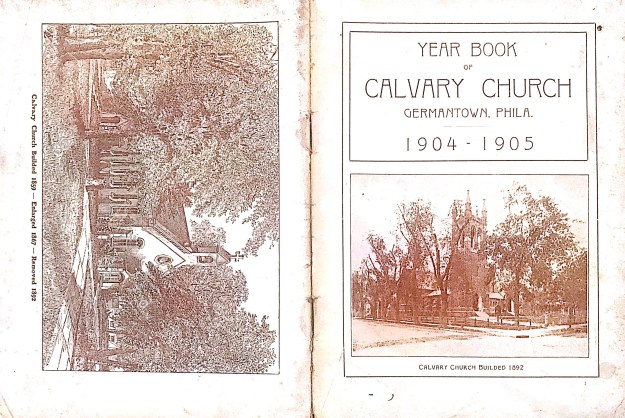 Calvary Church Builded 1859 — Enlarged 1867 — Removed 1892
YEAR BOOK
OF
CALVARY CHURCH
GERMANTOWN, PHILA.
1904 - 1905
CALVARY CHURCH BUILDED 1892